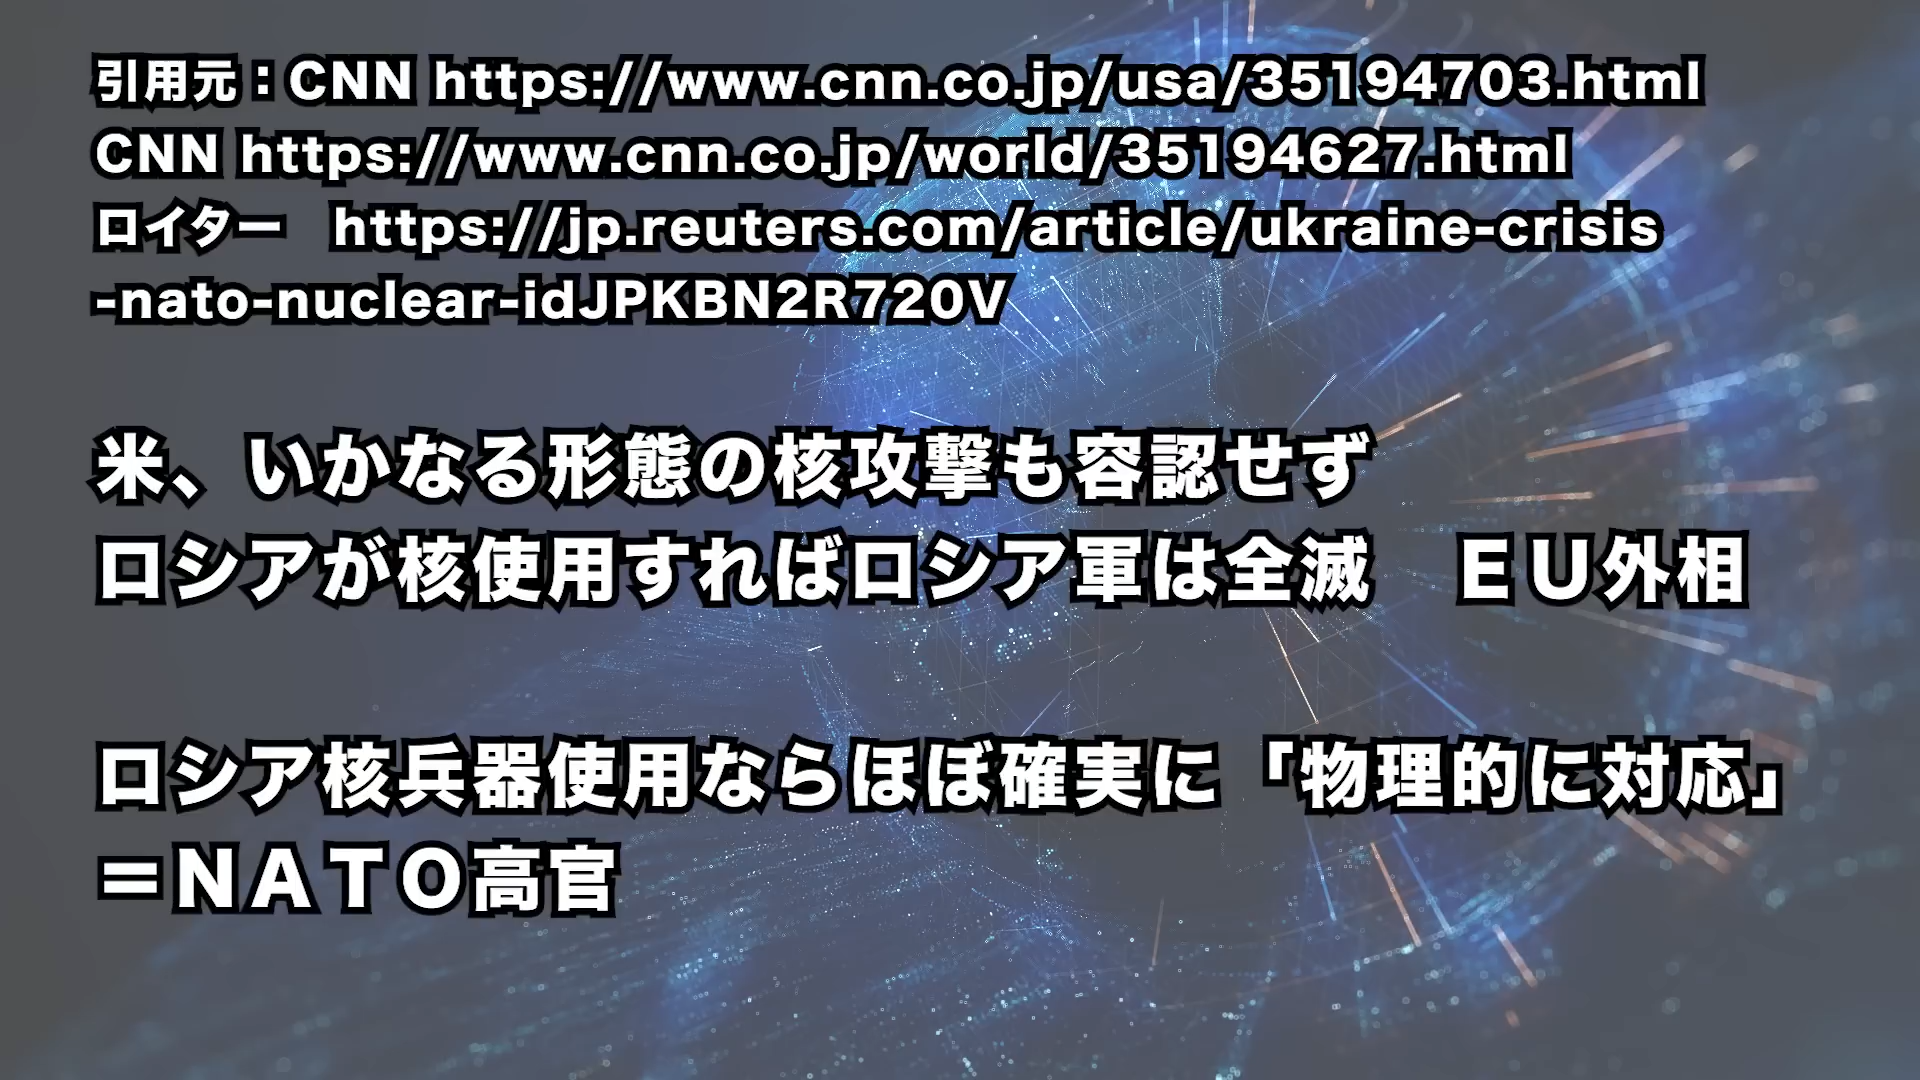 引用元：CNN https://www.cnn.co.jp/usa/35194703.html
CNN https://www.cnn.co.jp/world/35194627.html
ロイター　https://jp.reuters.com/article/ukraine-crisis
-nato-nuclear-idJPKBN2R720V
米、いかなる形態の核攻撃も容認せず
ロシアが核使用すればロシア軍は全滅　ＥＵ外相
ロシア核兵器使用ならほぼ確実に「物理的に対応」
＝ＮＡＴＯ高官